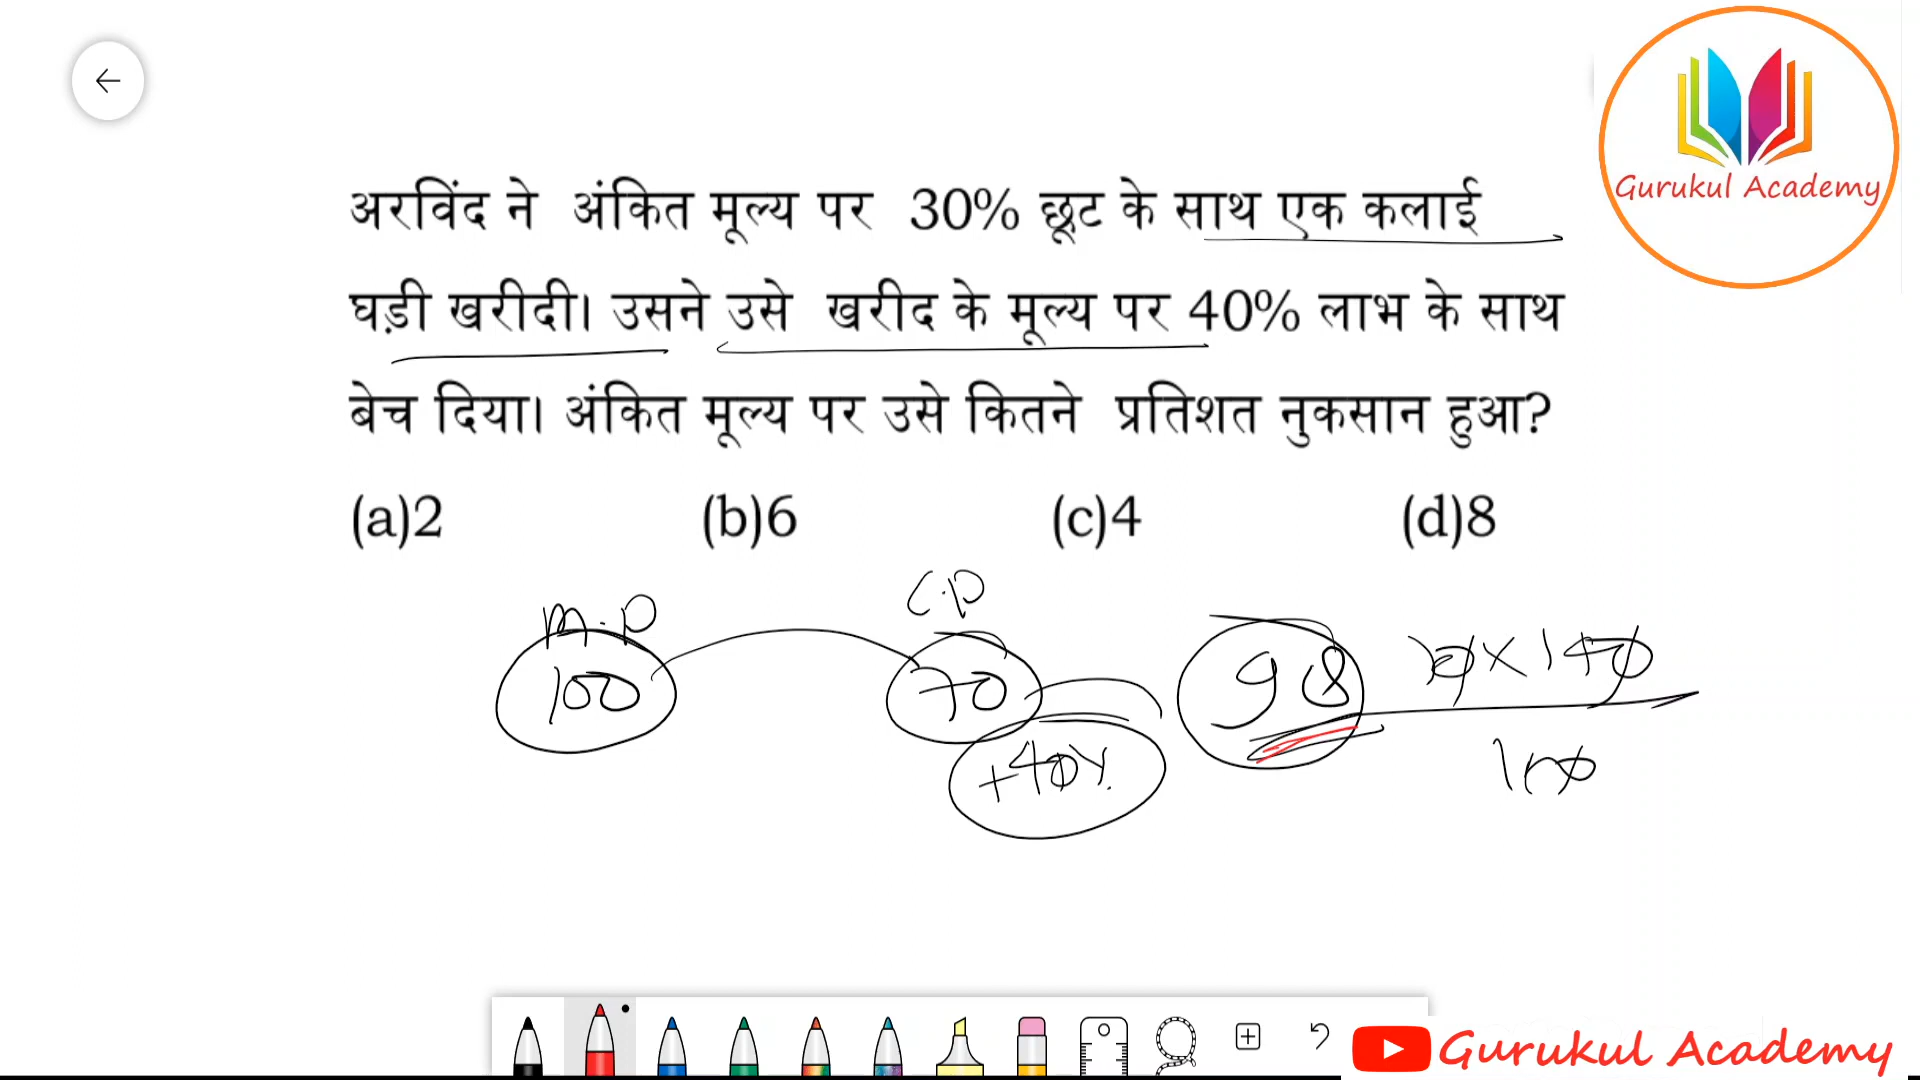 Gurukul Academy
अरविंद ने अंकित मूल्य पर 30% छूट के साथ एक कलाई
घड़ी खरीदी। उसने उसे खरीद के मूल्य पर 40% लाभ के साथ
बेच दिया। अंकित मूल्य पर उसे कितने प्रतिशत नुकसान हुआ?
(a)2 (b)6 (c)4 (d)8
M.P C.P
100 70 98 70×140
+40%
100
Gurukul Academy